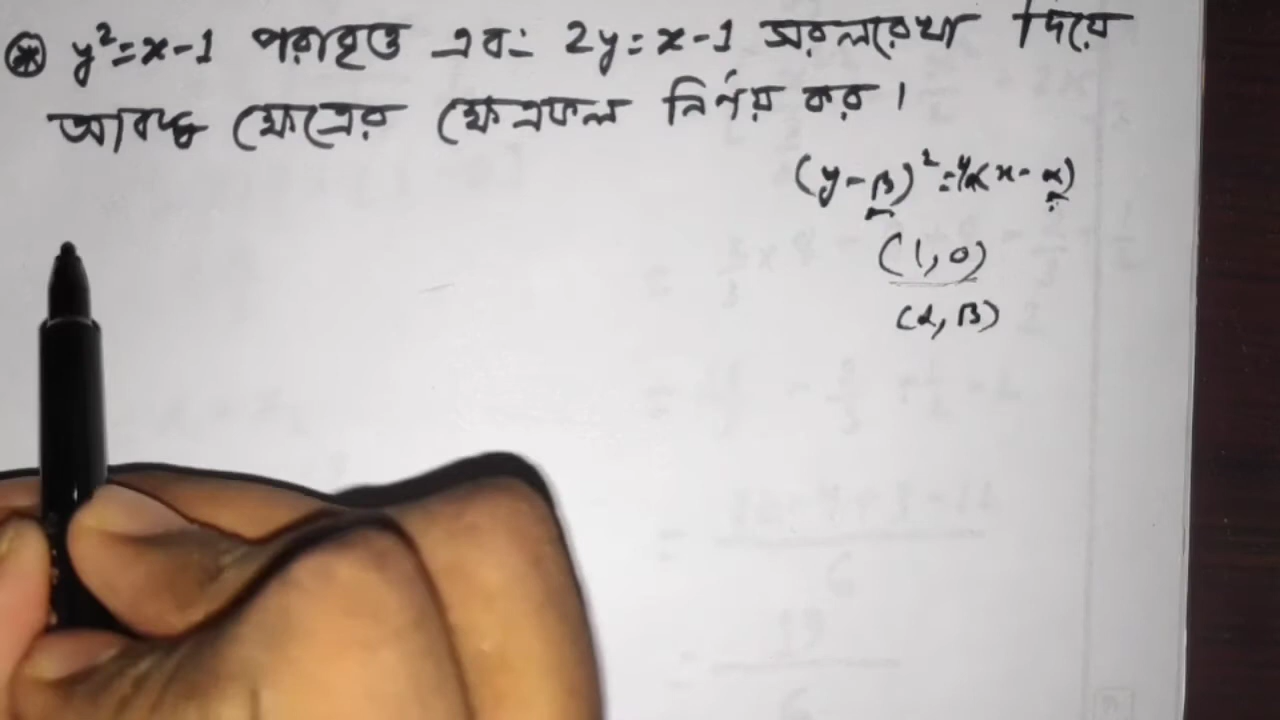 ⊛ y²=x-1 পরাবৃত্ত এবং 2y=x-1 সরলরেখা দিয়ে
আবদ্ধ ক্ষেত্রের ক্ষেত্রফল নির্ণয় কর।
(y-β)²=4a(x-α)
(1,0)
(α,β)